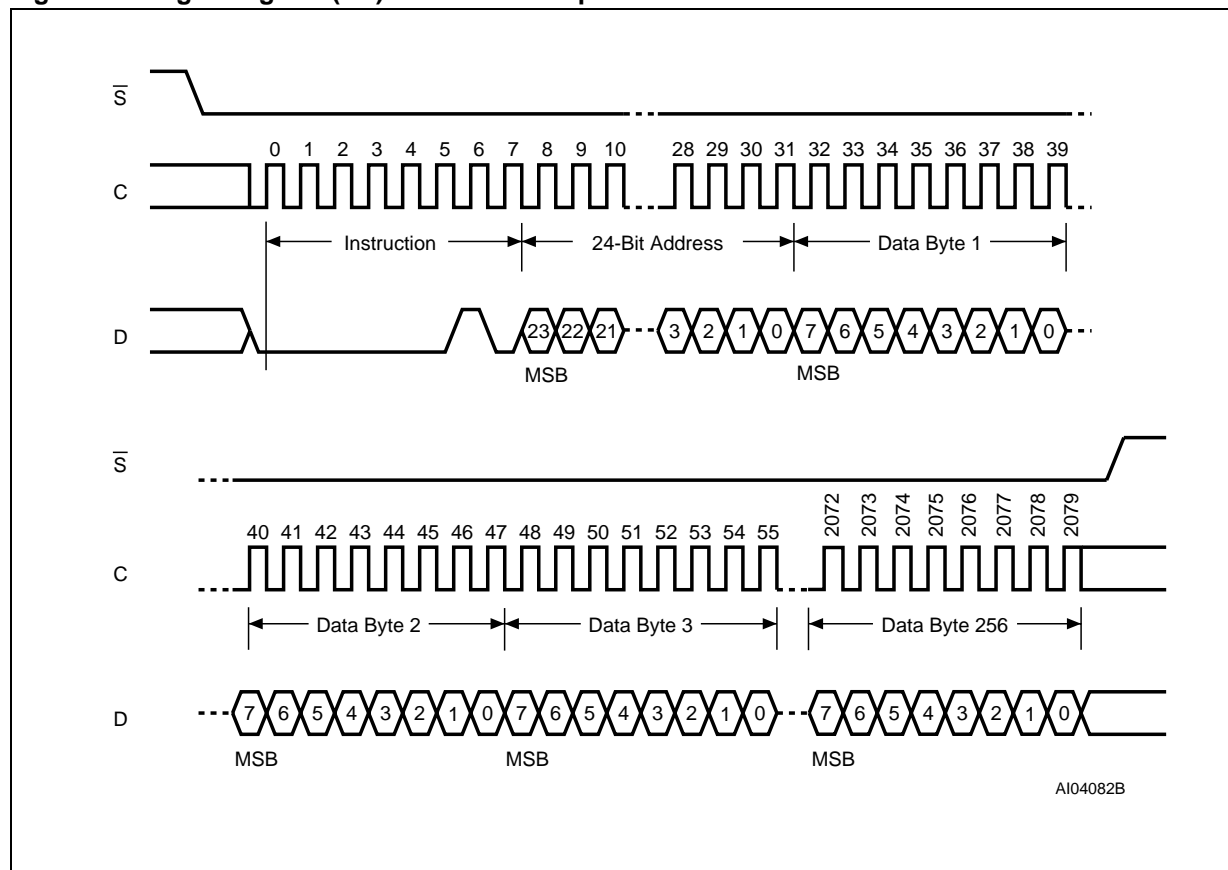 S
0 1 2 3 4 5 6 7 8 9 10 28 29 30 31 32 33 34 35 36 37 38 39
C
Instruction 24-Bit Address Data Byte 1
D 23 22 21 3 2 1 0 7 6 5 4 3 2 1 0
MSB MSB
S
40 41 42 43 44 45 46 47 48 49 50 51 52 53 54 55 2072 2073 2074 2075 2076 2077 2078 2079
C
Data Byte 2 Data Byte 3 Data Byte 256
D 7 6 5 4 3 2 1 0 7 6 5 4 3 2 1 0 7 6 5 4 3 2 1 0
MSB MSB MSB
AI04082B